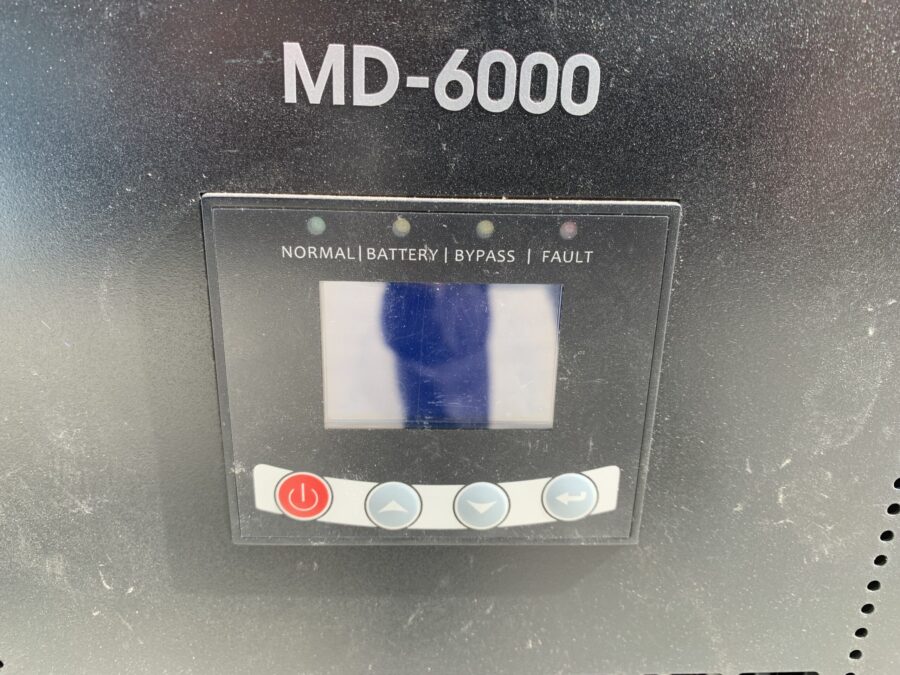 MD-6000
NORMAL | BATTERY | BYPASS | FAULT